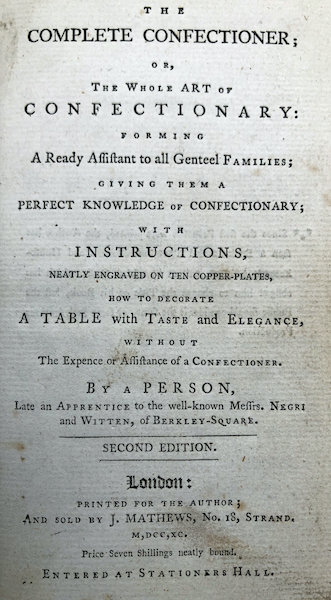 THE
COMPLETE CONFECTIONER;
OR,
THE WHOLE ART OF
CONFECTIONARY:
FORMING
A Ready Aſſiſtant to all Genteel FAMILIES;
GIVING THEM A
PERFECT KNOWLEDGE OF CONFECTIONARY;
WITH
INSTRUCTIONS,
NEATLY ENGRAVED ON TEN COPPER-PLATES,
HOW TO DECORATE
A TABLE with TASTE and ELEGANCE,
WITHOUT
The Expence or Aſſiſtance of a CONFECTIONER.
BY A PERSON,
Late an APPRENTICE to the well-known Meſſrs. NEGRI
and WITTEN, of BERKLEY-SQUARE.
SECOND EDITION.
London:
PRINTED FOR THE AUTHOR;
AND SOLD BY J. MATHEWS, No. 18, STRAND.
M,DCC,XC.
Price Seven Shillings neatly bound.
ENTERED AT STATIONERS HALL.